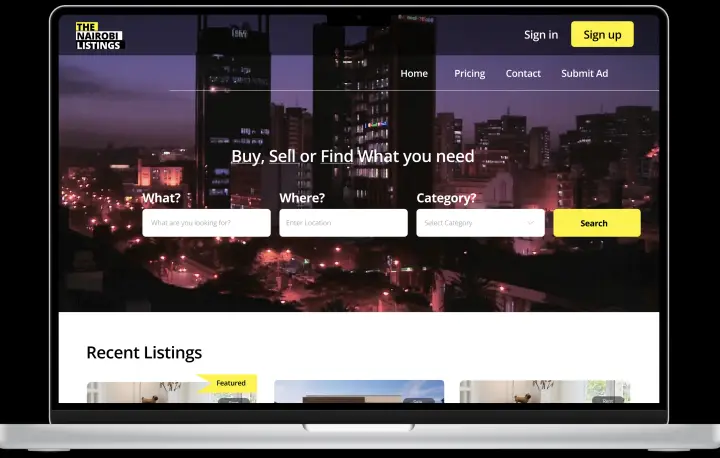 THE
NAIROBI
LISTINGS
Sign in
Sign up
Home
Pricing
Contact
Submit Ad
Buy, Sell or Find What you need
What?
Where?
Category?
What are you looking for?
Enter Location
Select Category
Search
Recent Listings
Featured